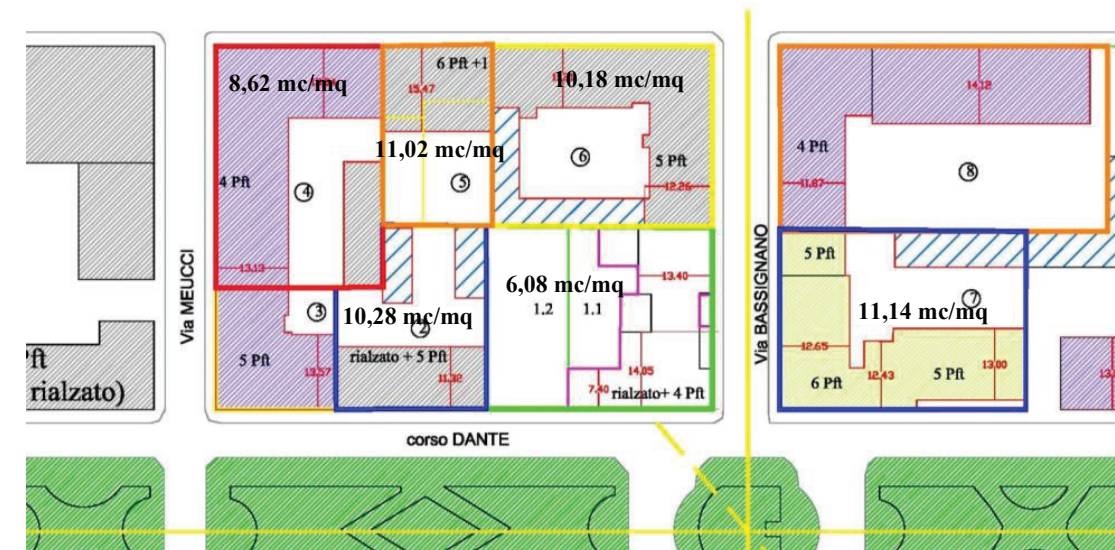 8,62 mc/mq
6 Pft +1
15.47
10,18 mc/mq
11,02 mc/mq
5 Pft
12.26
⑥
⑤
④
4 Pft
13.13
Via MEUCCI
③
5 Pft
13.57
10,28 mc/mq
②
rialzato + 5 Pft
11.92
6,08 mc/mq
1.2
1.1
13.40
14.05
7.40
rialzato+ 4 Pft
Via BASSIGNANO
14.12
4 Pft
11.87
⑧
5 Pft
⑦
11,14 mc/mq
12.65
12.43
13.00
6 Pft
5 Pft
rialzato)
corso DANTE